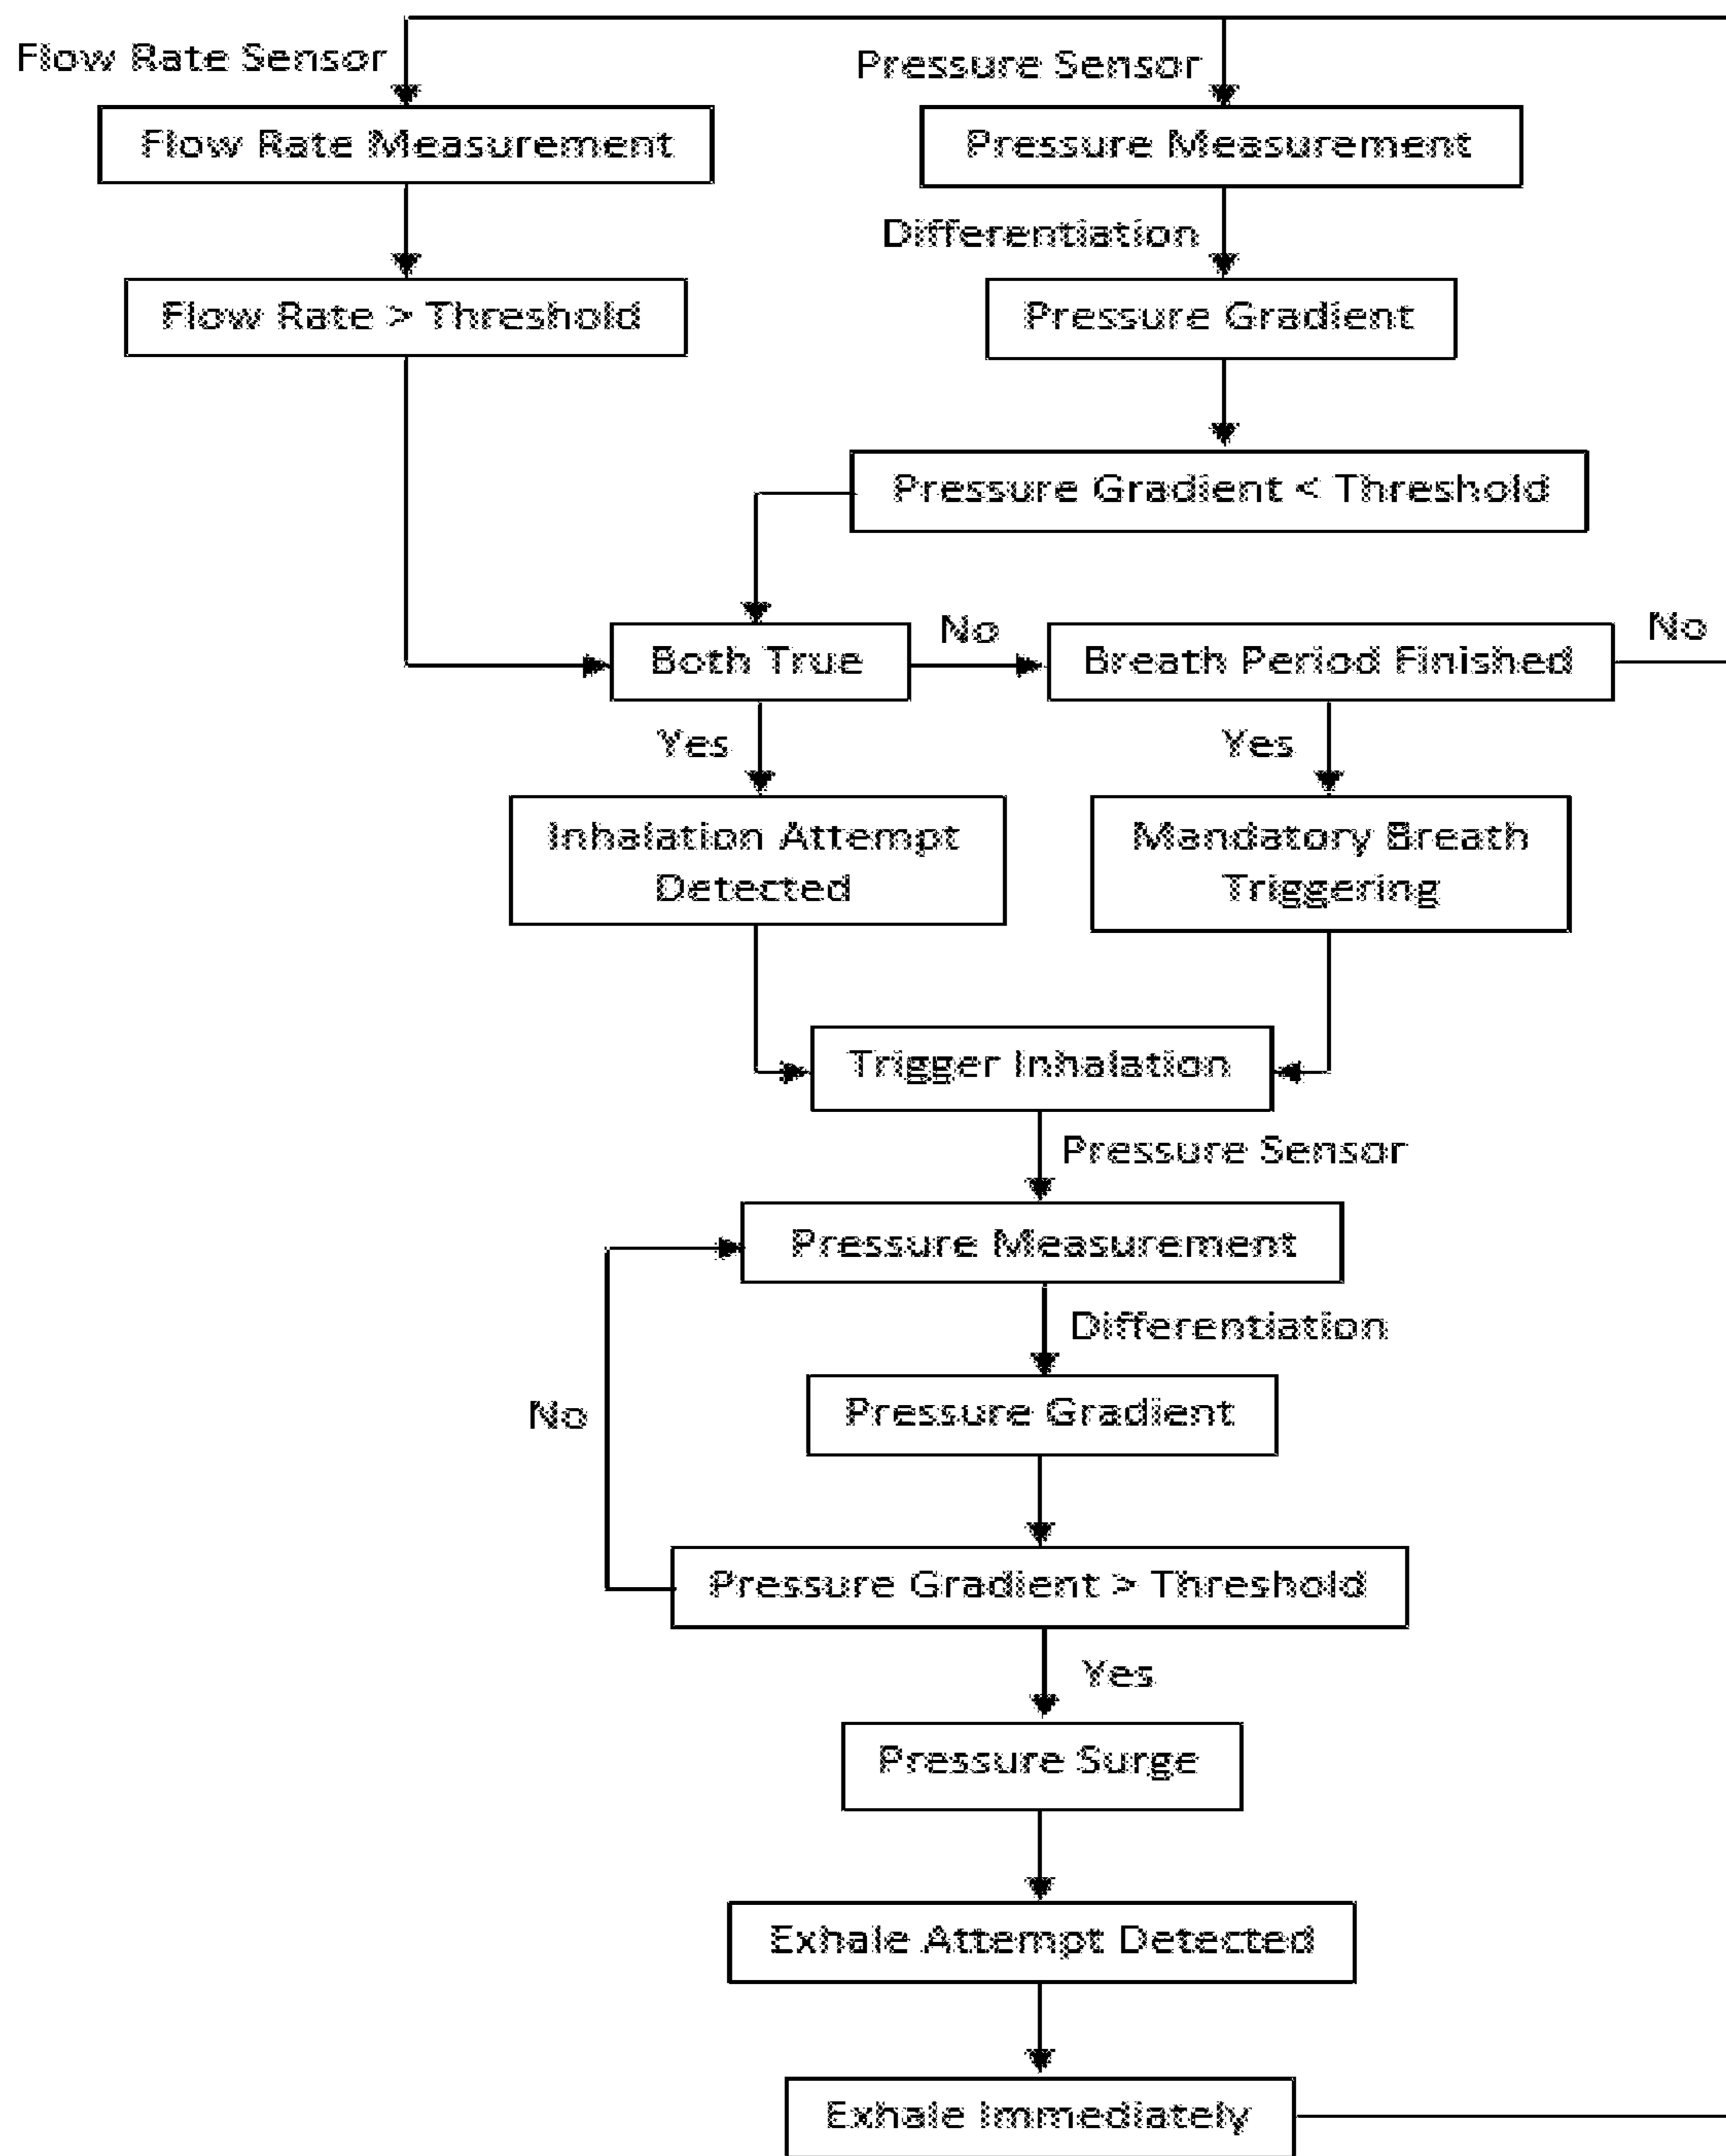 Flow Rate Sensor
Pressure Sensor
Flow Rate Measurement
Pressure Measurement
Differentiation
Flow Rate > Threshold
Pressure Gradient
Pressure Gradient < Threshold
Both True
No
Breath Period Finished
No
Yes
Yes
Inhalation Attempt
Detected
Mandatory Breath
Triggering
Trigger Inhalation
Pressure Sensor
Pressure Measurement
Differentiation
No
Pressure Gradient
Pressure Gradient > Threshold
Yes
Pressure Surge
Exhale Attempt Detected
Exhale Immediately